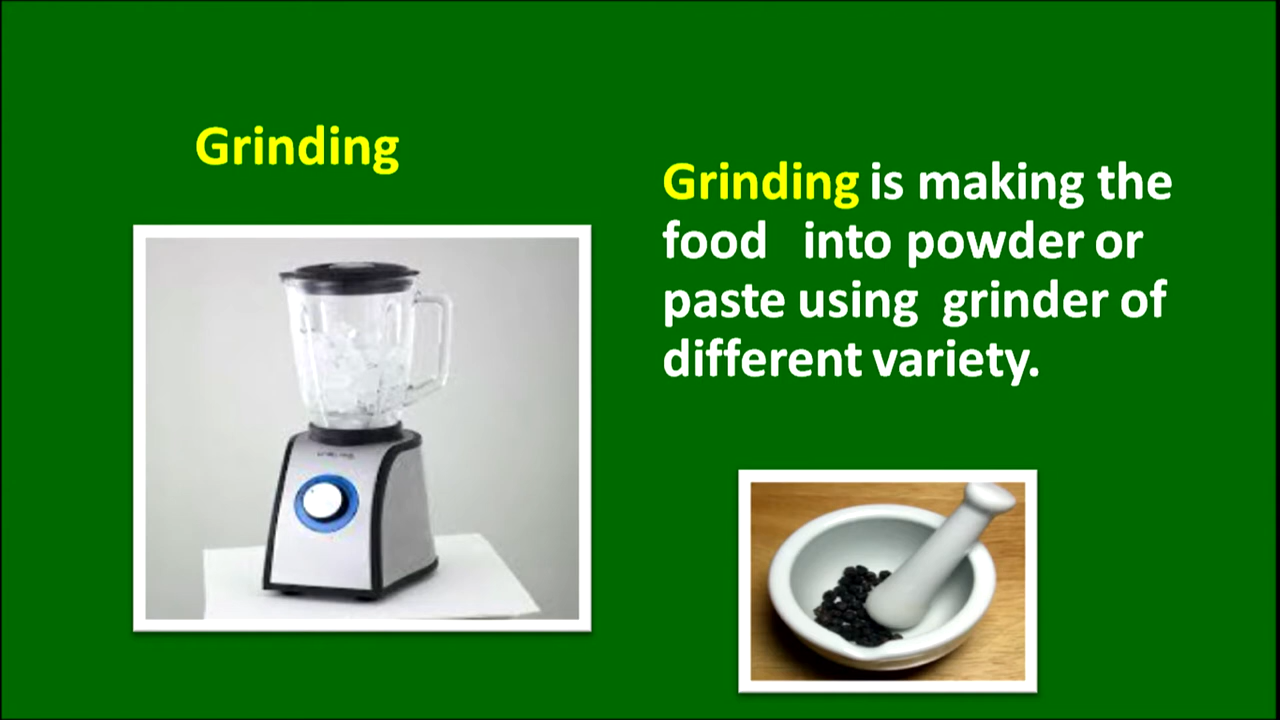 Grinding
Grinding is making the
food   into powder or
paste using  grinder of
different variety.